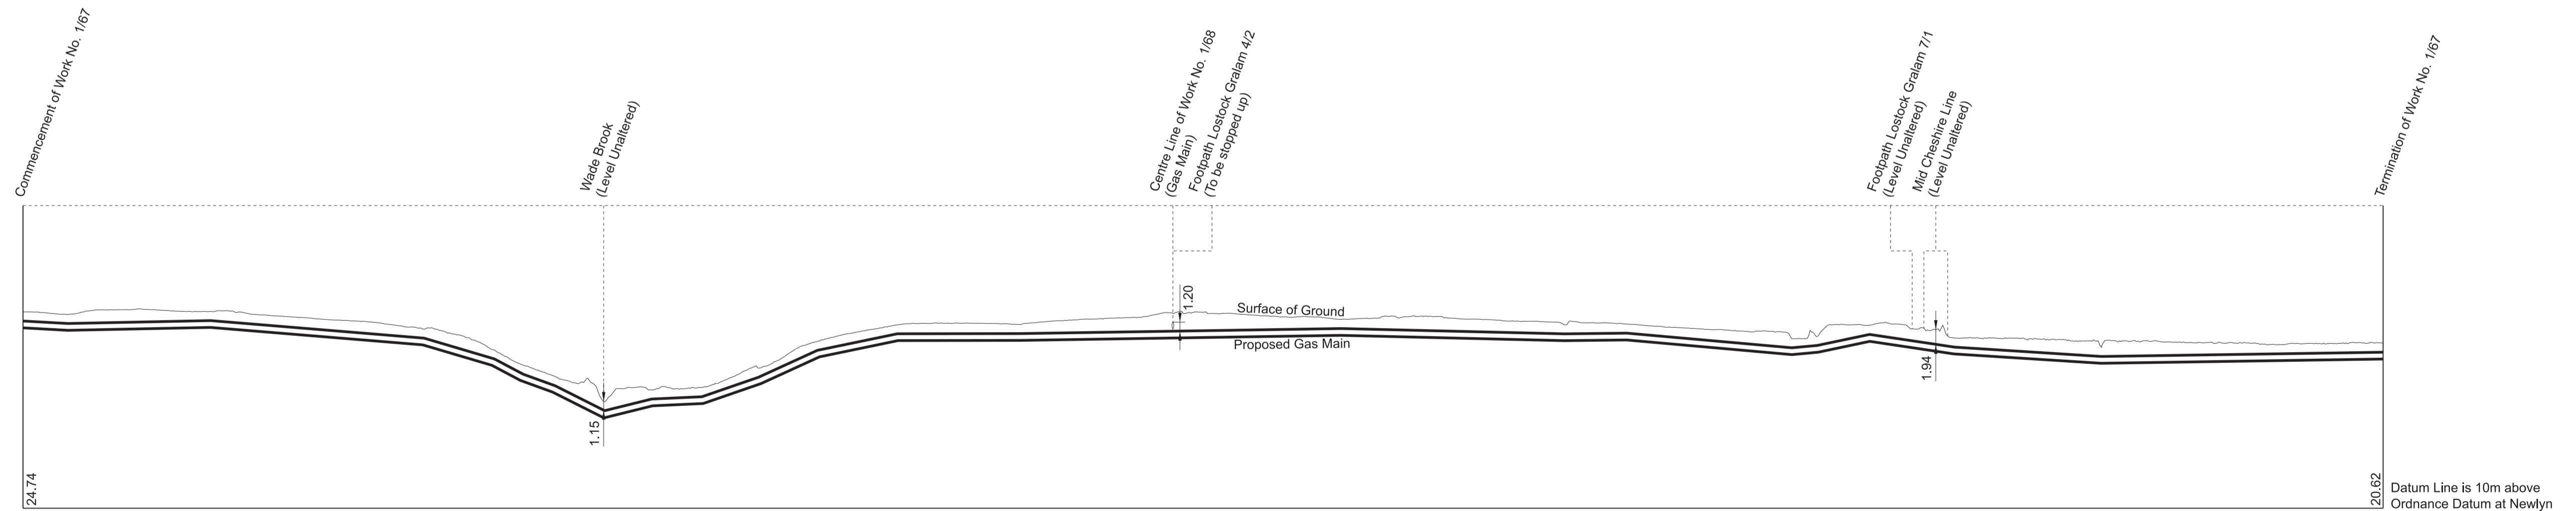 Commencement of Work No. 1/67
Wade Brook
(Level Unaltered)
Centre Line of Work No. 1/68
(Gas Main)
Footpath Lostock Gralam 4/2
(To be stopped up)
Footpath Lostock Gralam 7/1
(Level Unaltered)
Mid Cheshire Line
(Level Unaltered)
Termination of Work No. 1/67
1.20
Surface of Ground
Proposed Gas Main
1.94
1.15
24.74
20.62
Datum Line is 10m above
Ordnance Datum at Newlyn